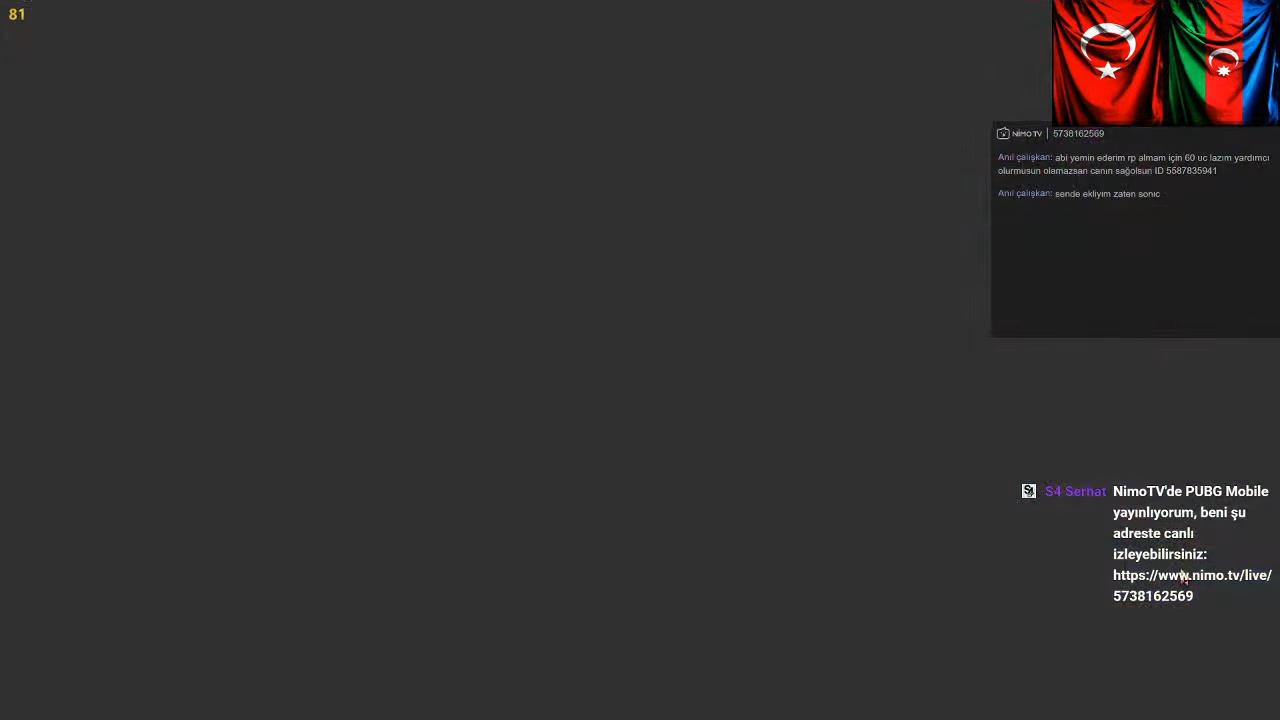 81
NiMO TV | 5738162569
Anıl çalışkan: abi yemin ederim rp almam için 60 uc lazım yardımcı
olurmusun olamazsan canın sağolsun ID 5587835941
Anıl çalışkan: sende ekliyım zaten sonıc
S4 Serhat NimoTV'de PUBG Mobile
yayınlıyorum, beni şu
adreste canlı
izleyebilirsiniz:
https://www.nimo.tv/live/
5738162569